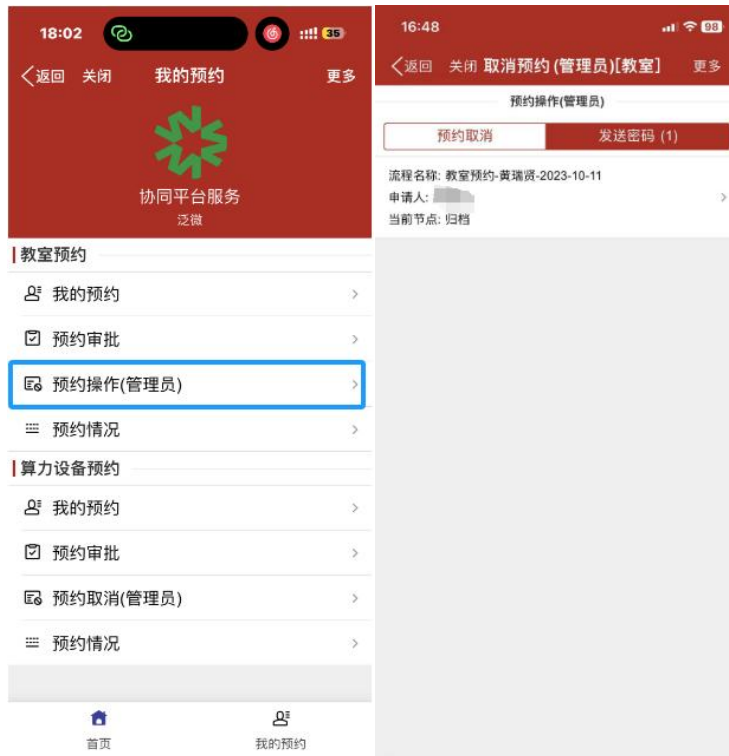 18:02
35
返回 关闭 我的预约 更多
协同平台服务
泛微
教室预约
我的预约
预约审批
预约操作(管理员)
预约情况
算力设备预约
我的预约
预约审批
预约取消(管理员)
预约情况
首页 我的预约
16:48
98
返回 关闭 取消预约(管理员)[教室] 更多
预约操作(管理员)
预约取消 发送密码 (1)
流程名称: 教室预约-黄瑞贤-2023-10-11
申请人:
当前节点: 归档